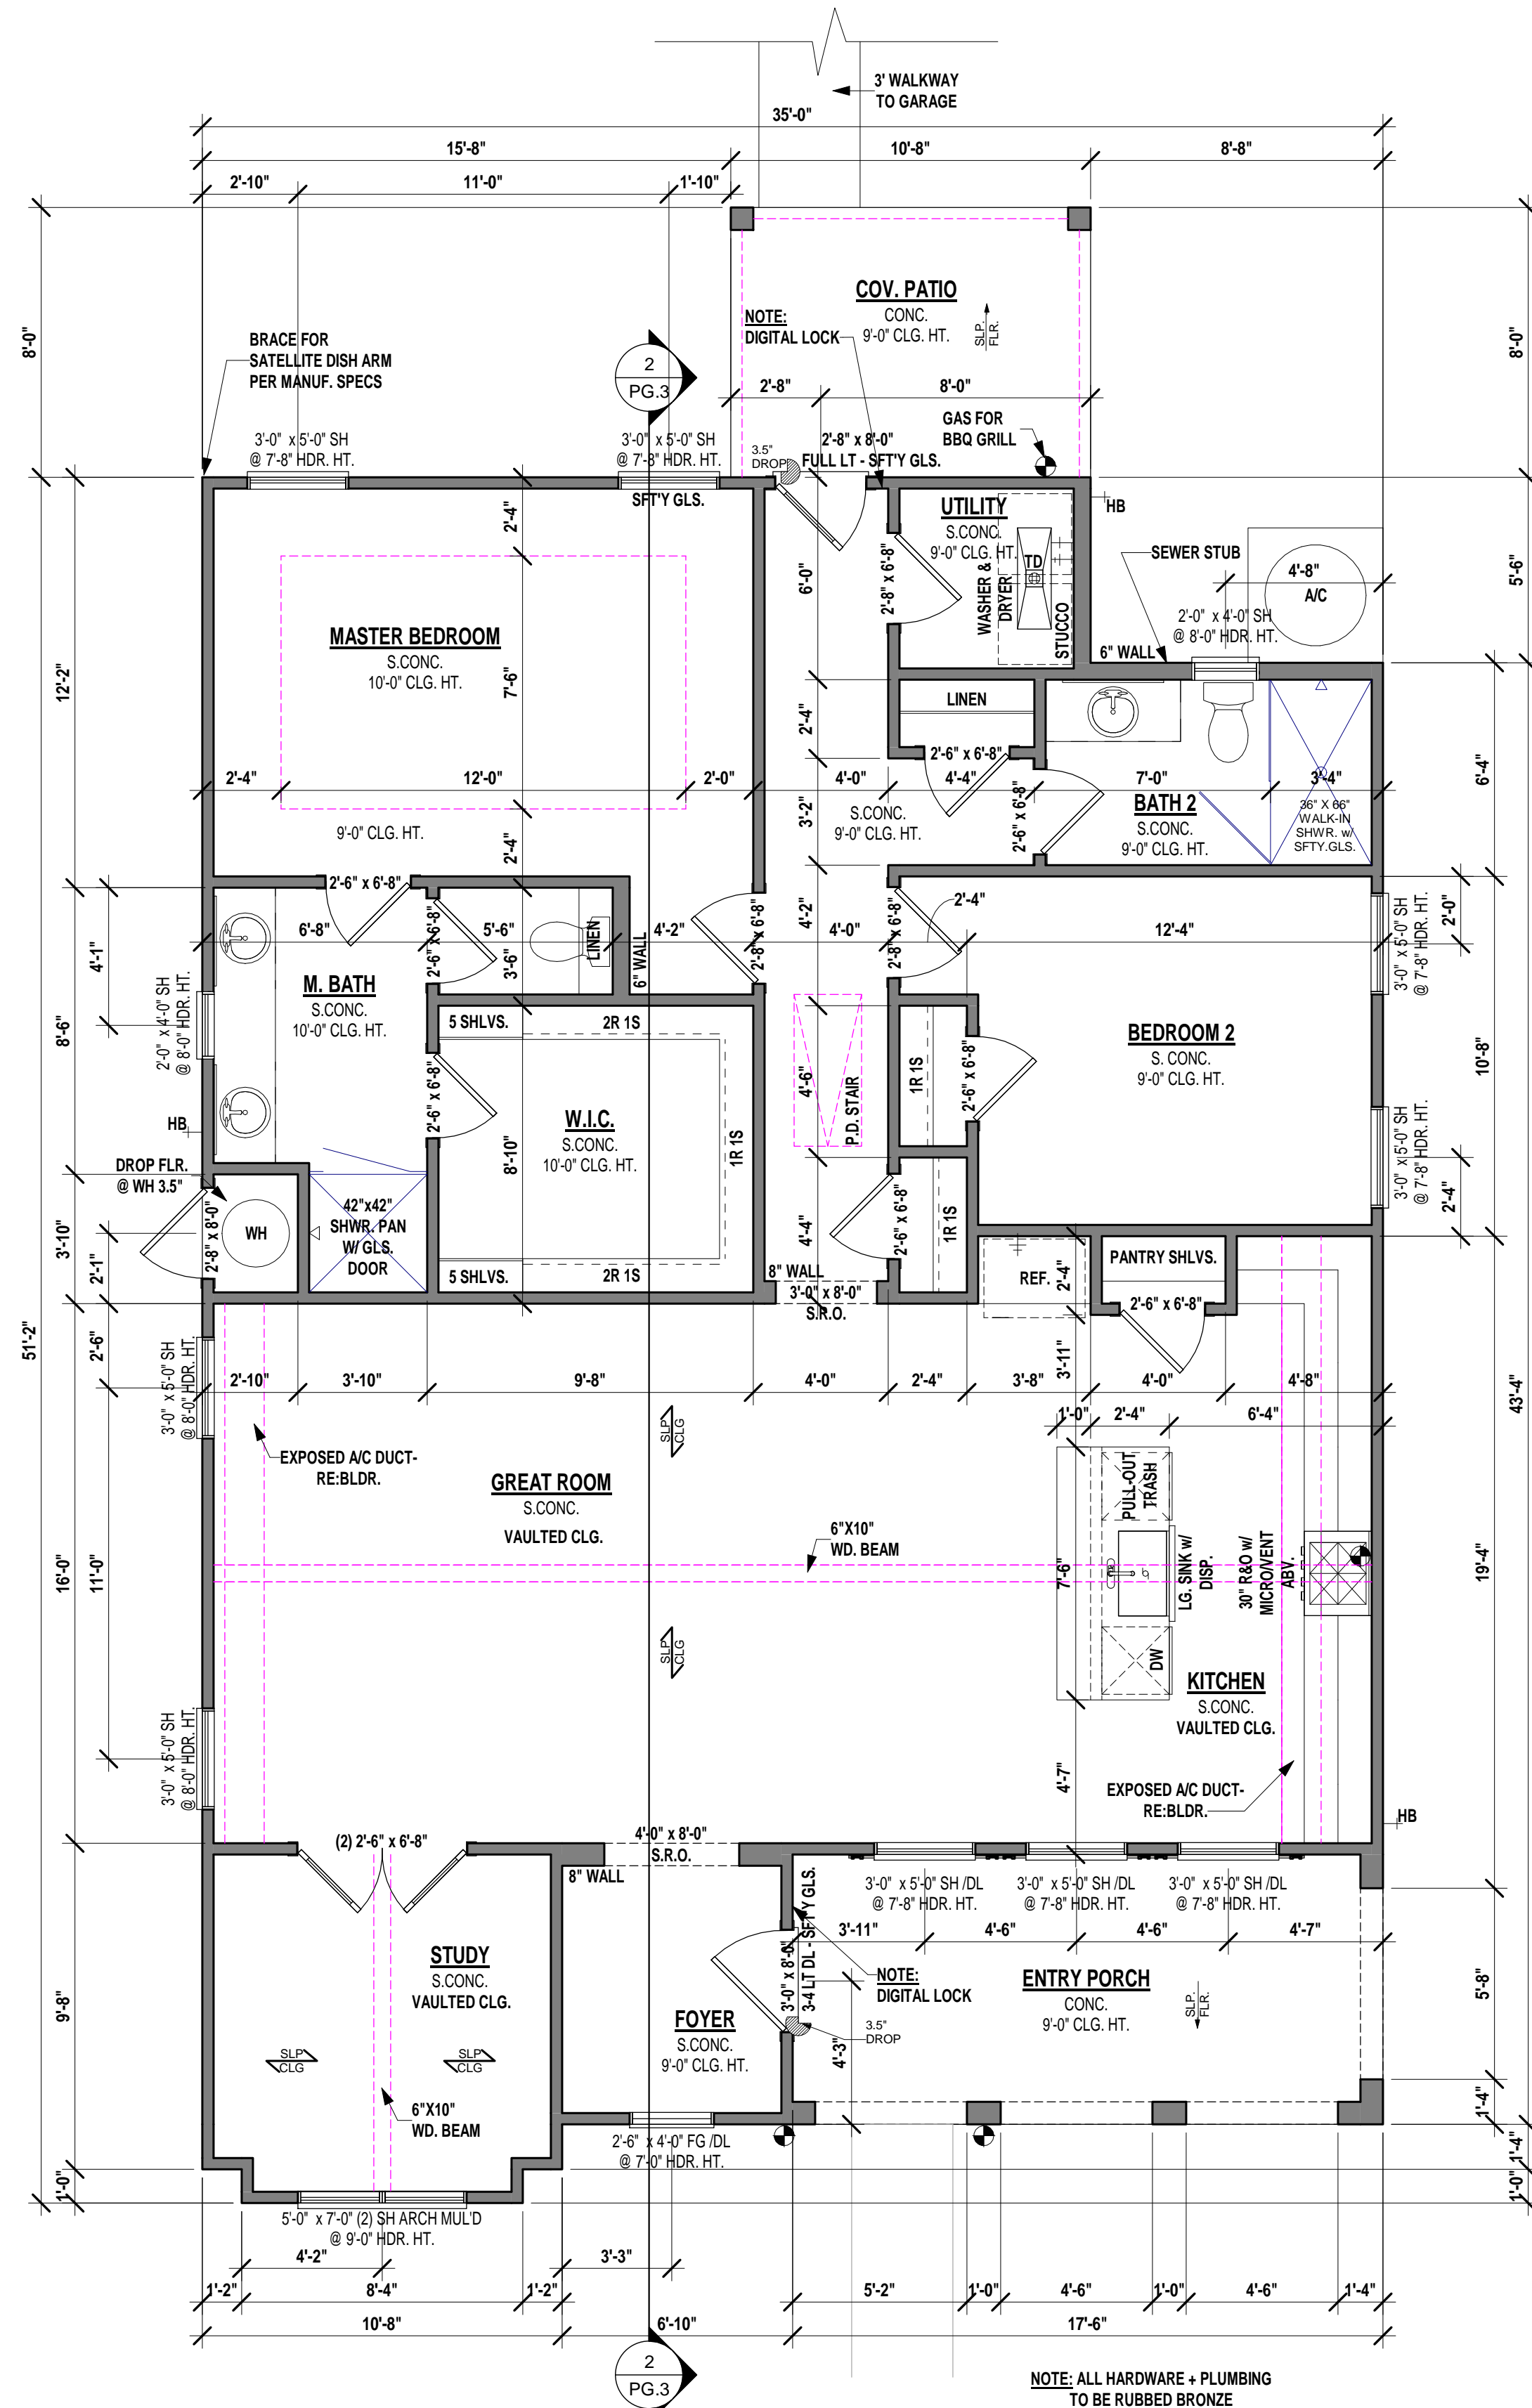 3' WALKWAY
TO GARAGE
35'-0"
15'-8"
10'-8"
8'-8"
2'-10"
11'-0"
1'-10"
8'-0"
8'-0"
COV. PATIO
CONC.
9'-0" CLG. HT.
SLP.
FLR.
NOTE:
DIGITAL LOCK
BRACE FOR
SATELLITE DISH ARM
PER MANUF. SPECS
2
PG.3
2'-8"
8'-0"
GAS FOR
BBQ GRILL
3'-0" x 5'-0" SH
@ 7'-8" HDR. HT.
3'-0" x 5'-0" SH
@ 7'-8" HDR. HT.
SFT'Y GLS.
3.5"
DROP
2'-8" x 8'-0"
FULL LT - SFT'Y GLS.
2'-4"
UTILITY
S.CONC.
9'-0" CLG. HT.
WASHER &
DRYER
TD
STUCCO
HB
SEWER STUB
4'-8"
A/C
5'-6"
6'-0"
2'-8" x 6'-8"
2'-0" x 4'-0" SH
@ 8'-0" HDR. HT.
6" WALL
MASTER BEDROOM
S.CONC.
10'-0" CLG. HT.
7'-6"
12'-2"
2'-4"
LINEN
2'-6" x 6'-8"
2'-4"
12'-0"
2'-0"
4'-0"
4'-4"
7'-0"
3'-4"
6'-4"
9'-0" CLG. HT.
2'-4"
3'-2"
S.CONC.
9'-0" CLG. HT.
2'-6" x 6'-8"
BATH 2
S.CONC.
9'-0" CLG. HT.
36" X 66"
WALK-IN
SHWR. w/
SFTY.GLS.
2'-6" x 6'-8"
2'-6" x 6'-8"
6'-8"
5'-6"
3'-6"
LINEN
4'-2"
6" WALL
2'-8" x 6'-8"
4'-2"
4'-0"
2'-8" x 6'-8"
2'-4"
12'-4"
3'-0" x 5'-0" SH
@ 7'-8" HDR. HT.
2'-0"
4'-1"
M. BATH
S.CONC.
10'-0" CLG. HT.
2'-0" x 4'-0" SH
@ 8'-0" HDR. HT.
8'-6"
5 SHLVS.
2R 1S
BEDROOM 2
S. CONC.
9'-0" CLG. HT.
10'-8"
2'-6" x 6'-8"
W.I.C.
S.CONC.
10'-0" CLG. HT.
8'-10"
1R 1S
4'-6"
P.D. STAIR
1R 1S
2'-6" x 6'-8"
HB
DROP FLR.
@ WH 3.5"
3'-0" x 5'-0" SH
@ 7'-8" HDR. HT.
2'-4"
2'-8" x 8'-0"
WH
42"x42"
SHWR. PAN
W/ GLS.
DOOR
3'-10"
2'-1"
5 SHLVS.
2R 1S
4'-4"
2'-6" x 6'-8"
1R 1S
8" WALL
3'-0" x 8'-0"
S.R.O.
REF.
2'-4"
PANTRY SHLVS.
2'-6" x 6'-8"
51'-2"
2'-6"
3'-0" x 5'-0" SH
@ 8'-0" HDR. HT.
2'-10"
3'-10"
9'-8"
4'-0"
2'-4"
3'-8"
3'-11"
4'-0"
4'-8"
43'-4"
1'-0"
2'-4"
6'-4"
SLP
CLG
EXPOSED A/C DUCT-
RE:BLDR.
GREAT ROOM
S.CONC.
VAULTED CLG.
PULL-OUT
TRASH
6"X10"
WD. BEAM
16'-0"
11'-0"
7'-6"
LG. SINK w/
DISP.
30" R&O w/
MICRO/VENT
ABV.
19'-4"
SLP
CLG
DW
KITCHEN
S.CONC.
VAULTED CLG.
3'-0" x 5'-0" SH
@ 8'-0" HDR. HT.
4'-7"
EXPOSED A/C DUCT-
RE:BLDR.
HB
(2) 2'-6" x 6'-8"
4'-0" x 8'-0"
S.R.O.
8" WALL
3'-0" x 5'-0" SH /DL
@ 7'-8" HDR. HT.
3'-0" x 5'-0" SH /DL
@ 7'-8" HDR. HT.
3'-0" x 5'-0" SH /DL
@ 7'-8" HDR. HT.
3'-11"
4'-6"
4'-6"
4'-7"
STUDY
S.CONC.
VAULTED CLG.
3'-0" x 8'-0"
3-4 LT DL - SFT'Y GLS.
NOTE:
DIGITAL LOCK
ENTRY PORCH
CONC.
9'-0" CLG. HT.
SLP.
FLR.
5'-8"
9'-8"
FOYER
S.CONC.
9'-0" CLG. HT.
3.5"
DROP
4'-3"
SLP
CLG
SLP
CLG
6"X10"
WD. BEAM
1'-4"
1'-4"
2'-6" x 4'-0" FG /DL
@ 7'-0" HDR. HT.
1'-0"
1'-0"
5'-0" x 7'-0" (2) SH ARCH MUL'D
@ 9'-0" HDR. HT.
4'-2"
3'-3"
1'-2"
8'-4"
1'-2"
5'-2"
1'-0"
4'-6"
1'-0"
4'-6"
1'-4"
10'-8"
6'-10"
17'-6"
2
PG.3
NOTE: ALL HARDWARE + PLUMBING
TO BE RUBBED BRONZE